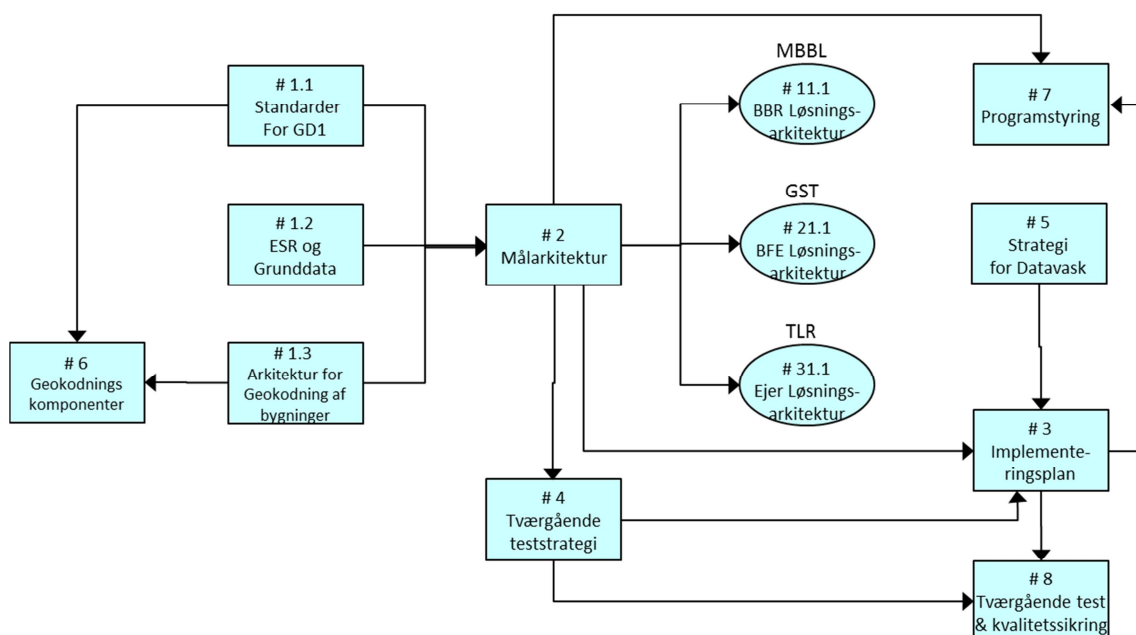 # 1.1
Standarder
For GD1
# 1.2
ESR og
Grunddata
# 6
Geokodnings
komponenter
# 1.3
Arkitektur for
Geokodning af
bygninger
# 2
Målarkitektur
# 4
Tværgående
teststrategi
MBBL
# 11.1
BBR Løsnings-
arkitektur
GST
# 21.1
BFE Løsnings-
arkitektur
TLR
# 31.1
Ejer Løsnings-
arkitektur
# 7
Programstyring
# 5
Strategi
for Datavask
# 3
Implemente-
ringsplan
# 8
Tværgående test
& kvalitetssikring